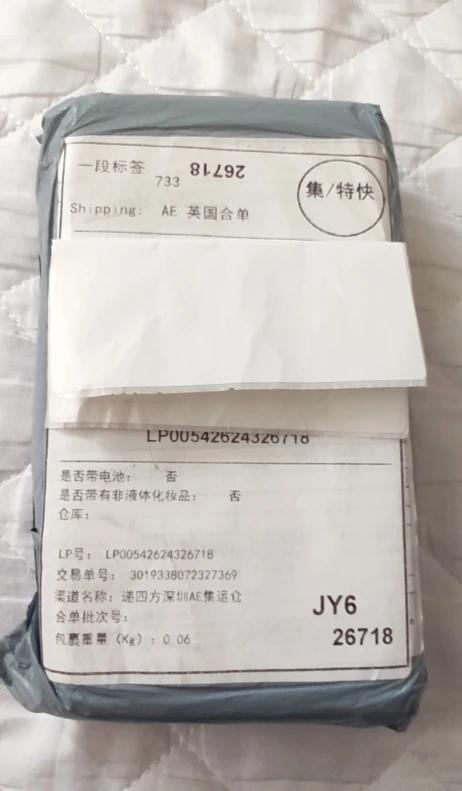 一段标签
26718
733
集/特快
Shipping: AE 英国合单
LP00542624326718
是否带电池： 否
是否带有非液体化妆品： 否
仓库：
LP号： LP00542624326718
交易单号： 3019338072327369
渠道名称：递四方深圳AE集运仓
合单批次号：
JY6
包裹重量（Kg）：0.06
26718